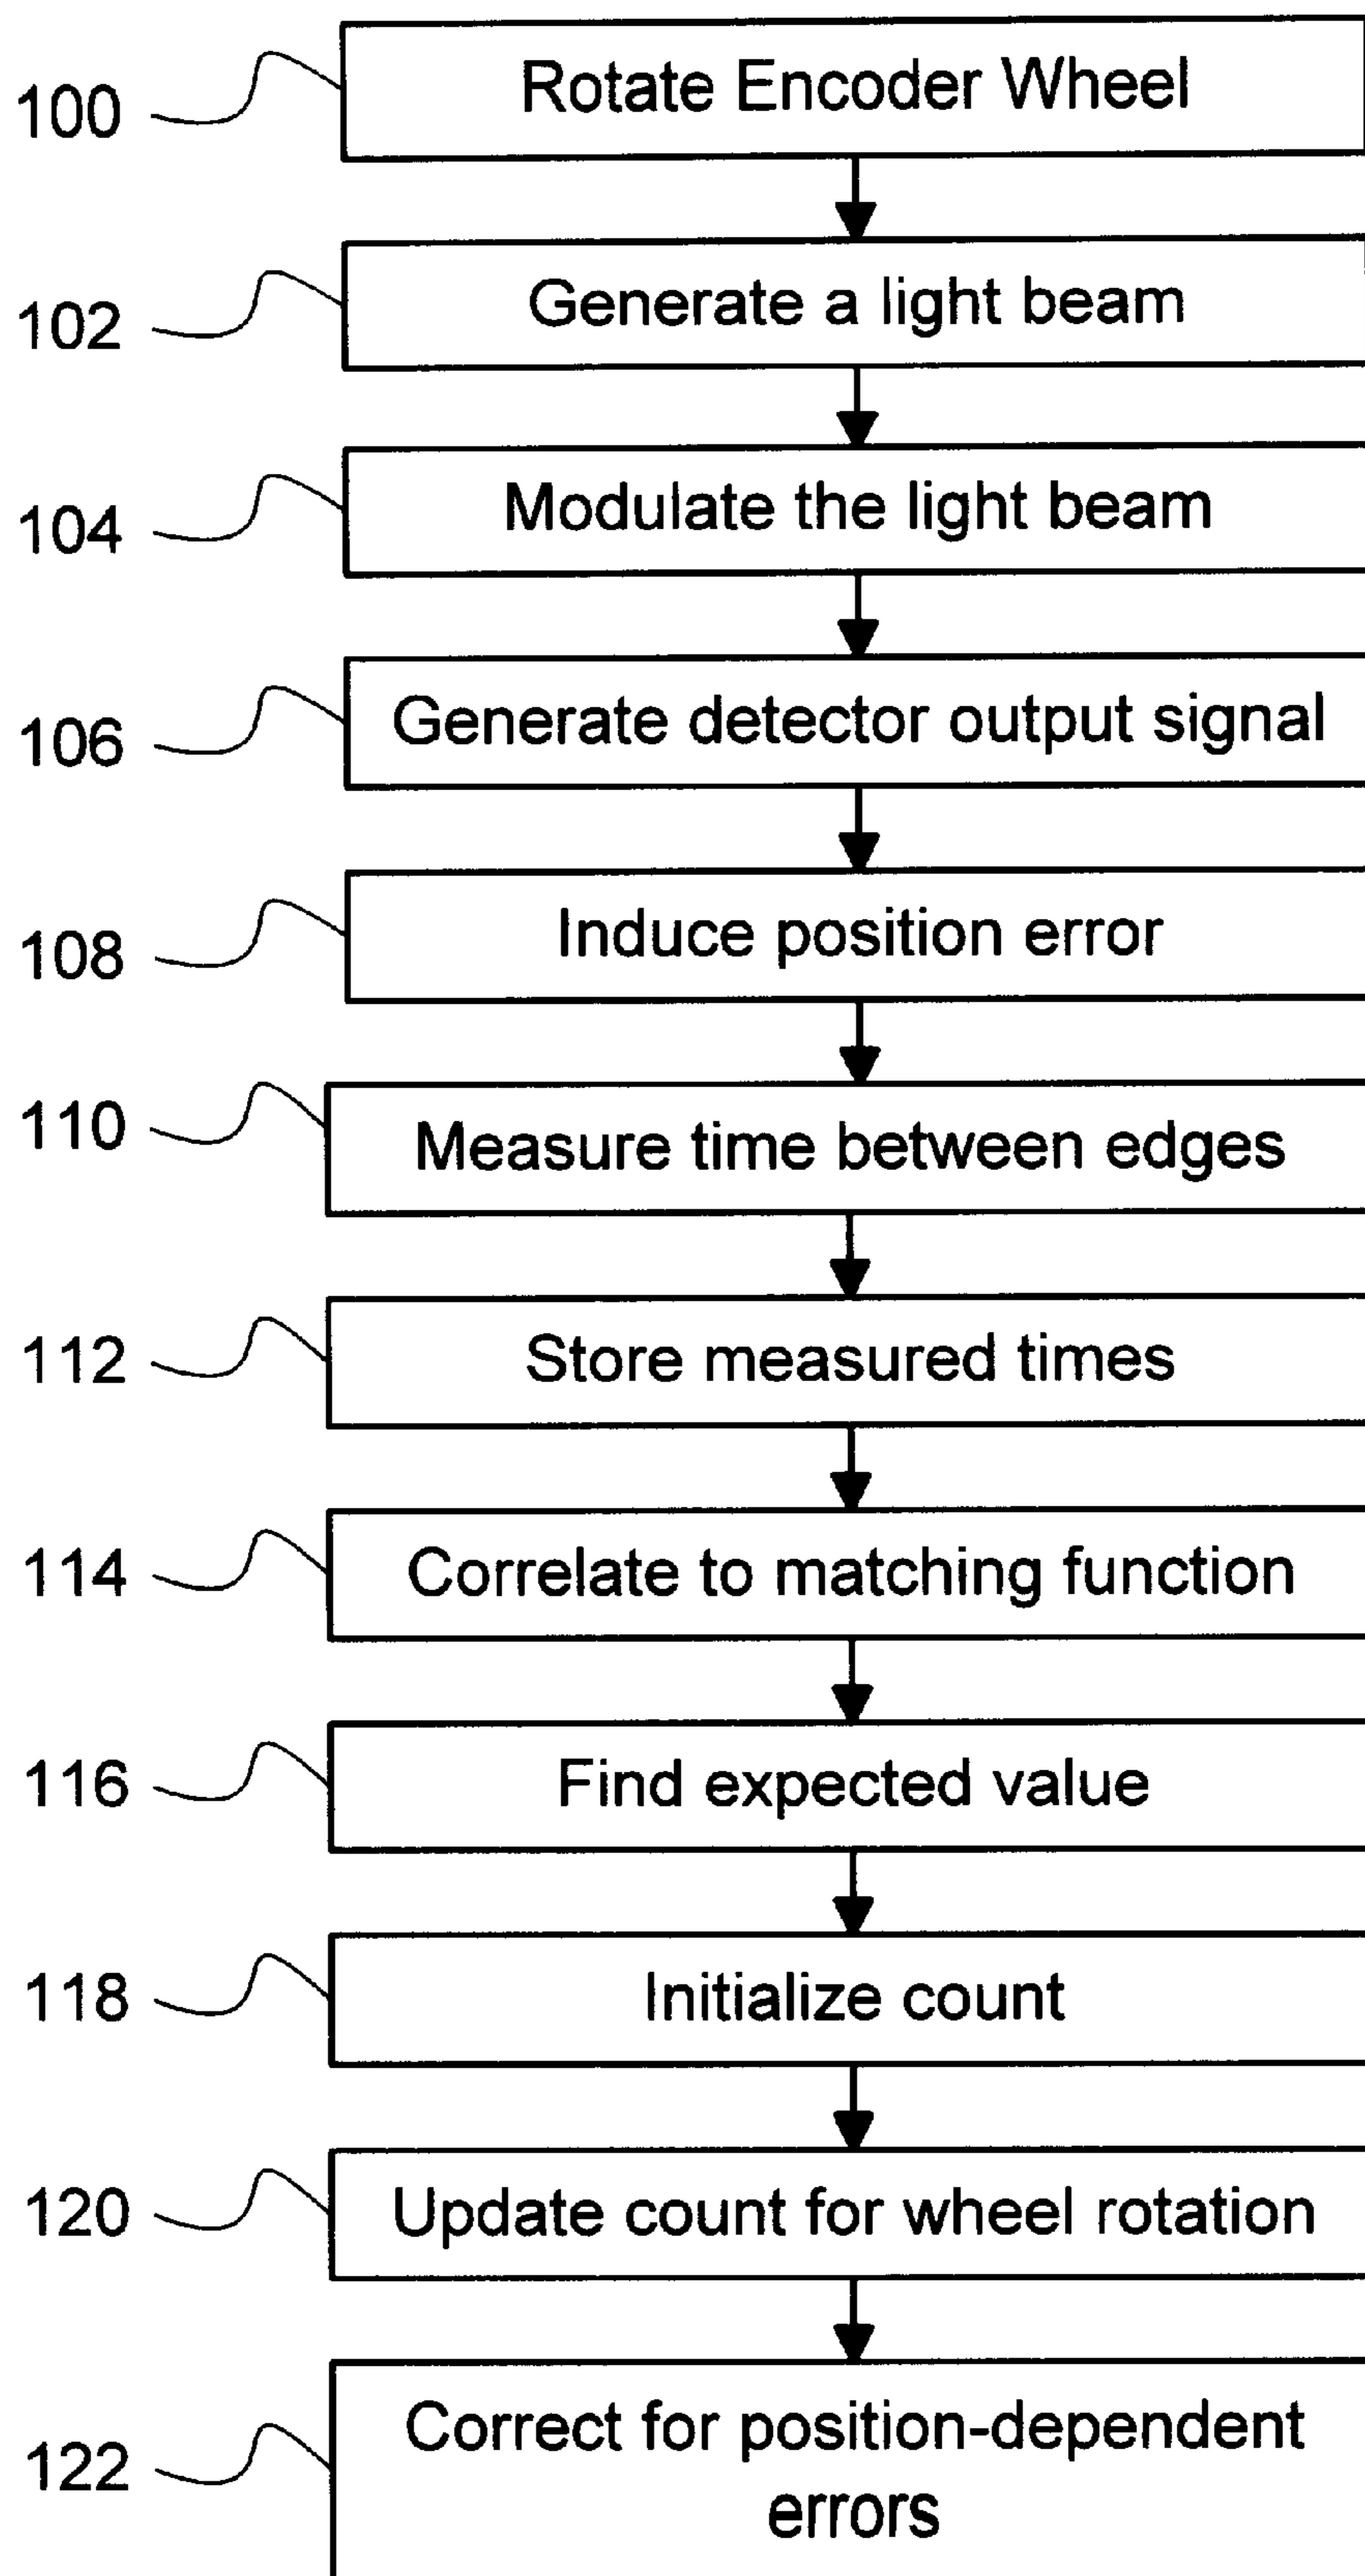 100 Rotate Encoder Wheel
102 Generate a light beam
104 Modulate the light beam
106 Generate detector output signal
108 Induce position error
110 Measure time between edges
112 Store measured times
114 Correlate to matching function
116 Find expected value
118 Initialize count
120 Update count for wheel rotation
122 Correct for position-dependent
errors